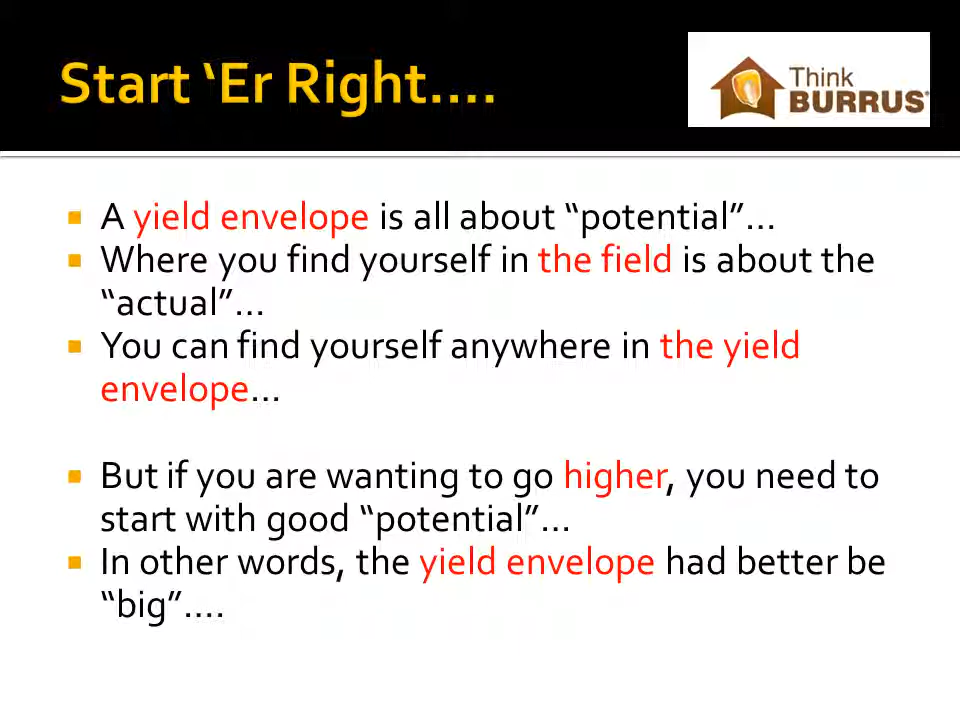 Start ‘Er Right….
Think
BURRUS®
A yield envelope is all about “potential”…
Where you find yourself in the field is about the
“actual”…
You can find yourself anywhere in the yield
envelope…
But if you are wanting to go higher, you need to
start with good “potential”…
In other words, the yield envelope had better be
“big”….